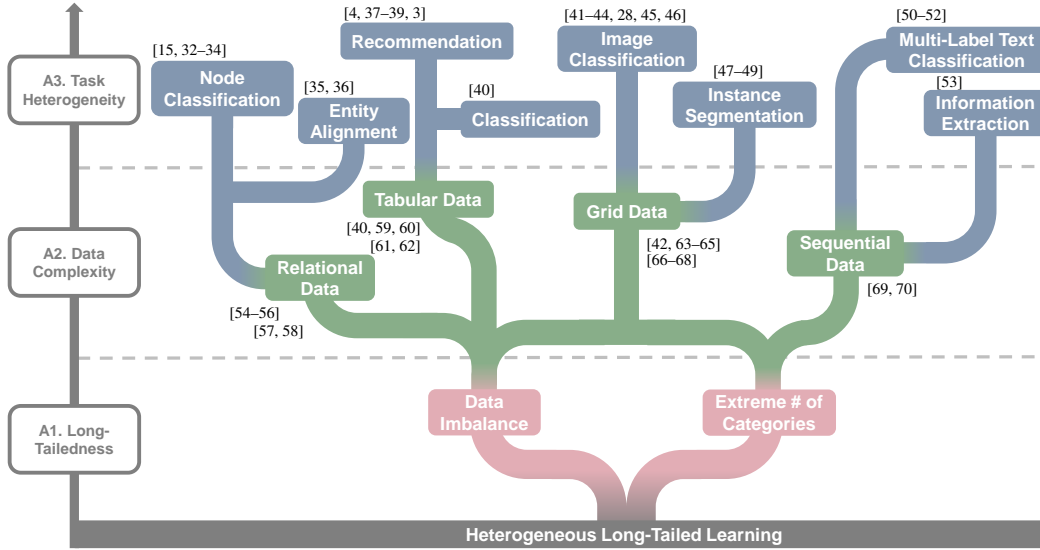 [15, 32–34]
Node
Classification
[35, 36]
Entity
Alignment
[4, 37–39, 3]
Recommendation
[40]
Classification
[41–44, 28, 45, 46]
Image
Classification
[47–49]
Instance
Segmentation
[50–52]
Multi-Label Text
Classification
[53]
Information
Extraction
A3. Task
Heterogeneity
Tabular Data
[40, 59, 60]
[61, 62]
Grid Data
[42, 63–65]
[66–68]
Sequential
Data
[69, 70]
Relational
Data
[54–56]
[57, 58]
A2. Data
Complexity
Data
Imbalance
Extreme # of
Categories
A1. Long-
Tailedness
Heterogeneous Long-Tailed Learning